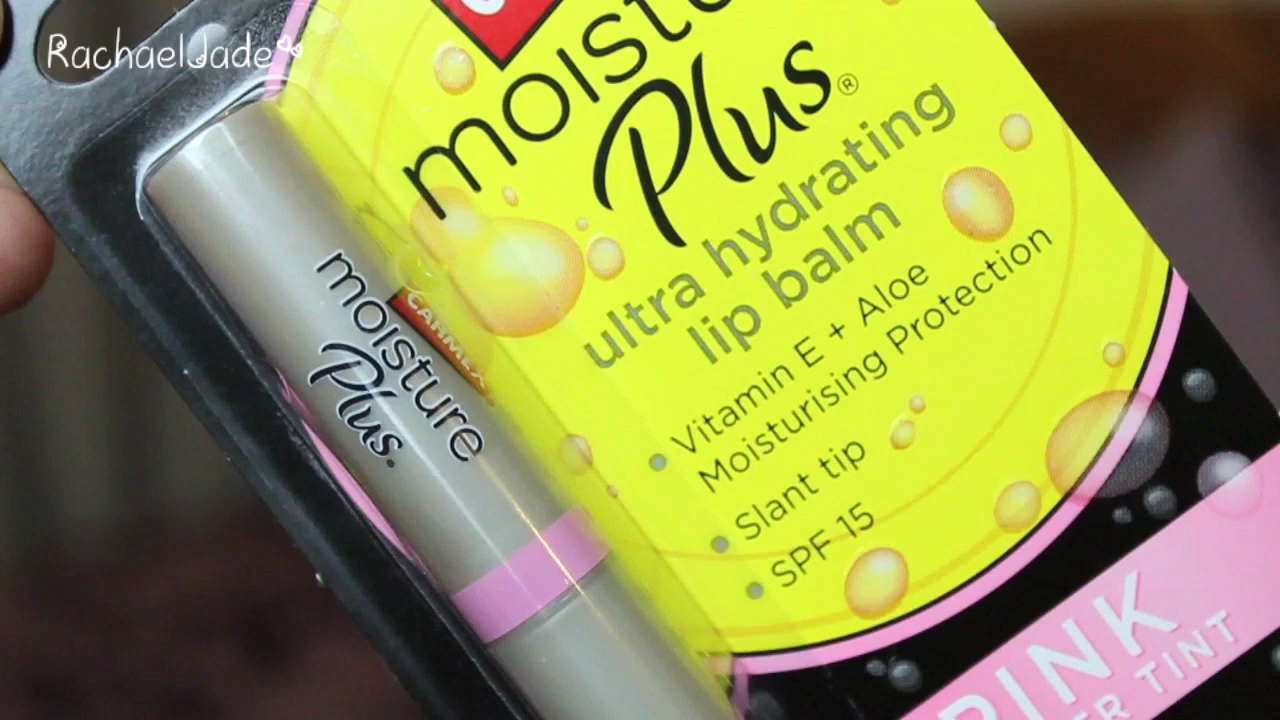 RachaelJade
Plus®
ultra hydrating
lip balm
Vitamin E + Aloe
Moisturising Protection
Slant tip
SPF 15
CARMEX
moisture
Plus.
PINK
TINT